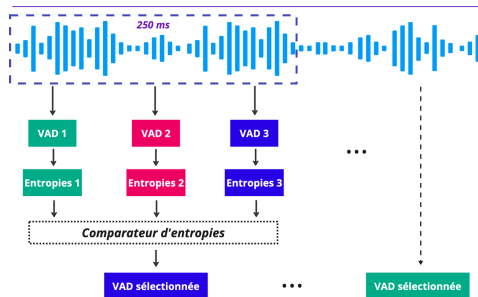 250 ms
VAD 1 VAD 2 VAD 3
...
Entropies 1 Entropies 2 Entropies 3
Comparateur d'entropies
VAD sélectionnée ... VAD sélectionnée